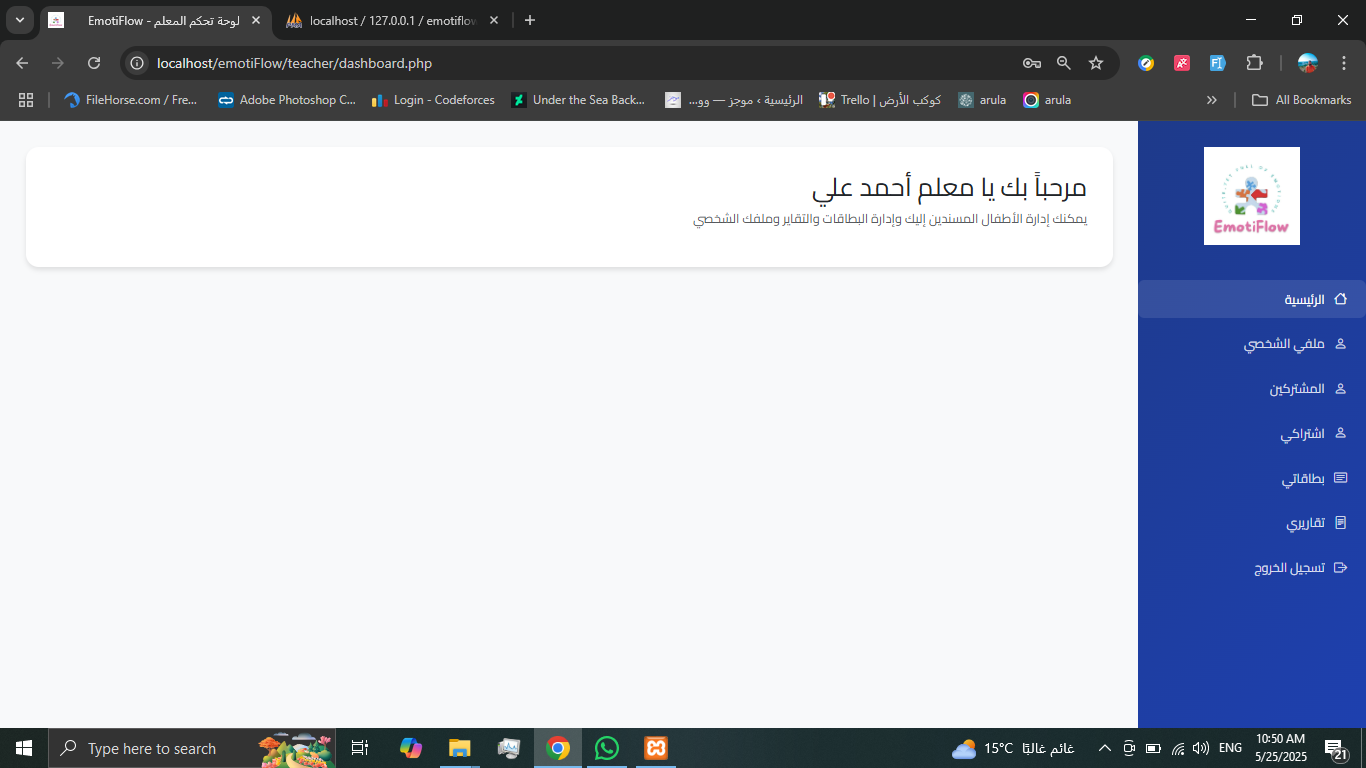 EmotiFlow - لوحة تحكم المعلم
localhost / 127.0.0.1 / emotiflow
localhost/emotiFlow/teacher/dashboard.php
FileHorse.com / Fre...
Adobe Photoshop C...
Login - Codeforces
Under the Sea Back...
الرئيسية › موجز — وو...
كوكب الأرض | Trello
arula
arula
All Bookmarks
EmotiFlow
مرحباً بك يا معلم أحمد علي
يمكنك إدارة الأطفال المسندين إليك وإدارة البطاقات والتقاير وملفك الشخصي
الرئيسية
ملفي الشخصي
المشتركين
اشتراكي
بطاقاتي
تقاريري
تسجيل الخروج
Type here to search
15°C غائم غالبًا
ENG
10:50 AM
5/25/2025
21